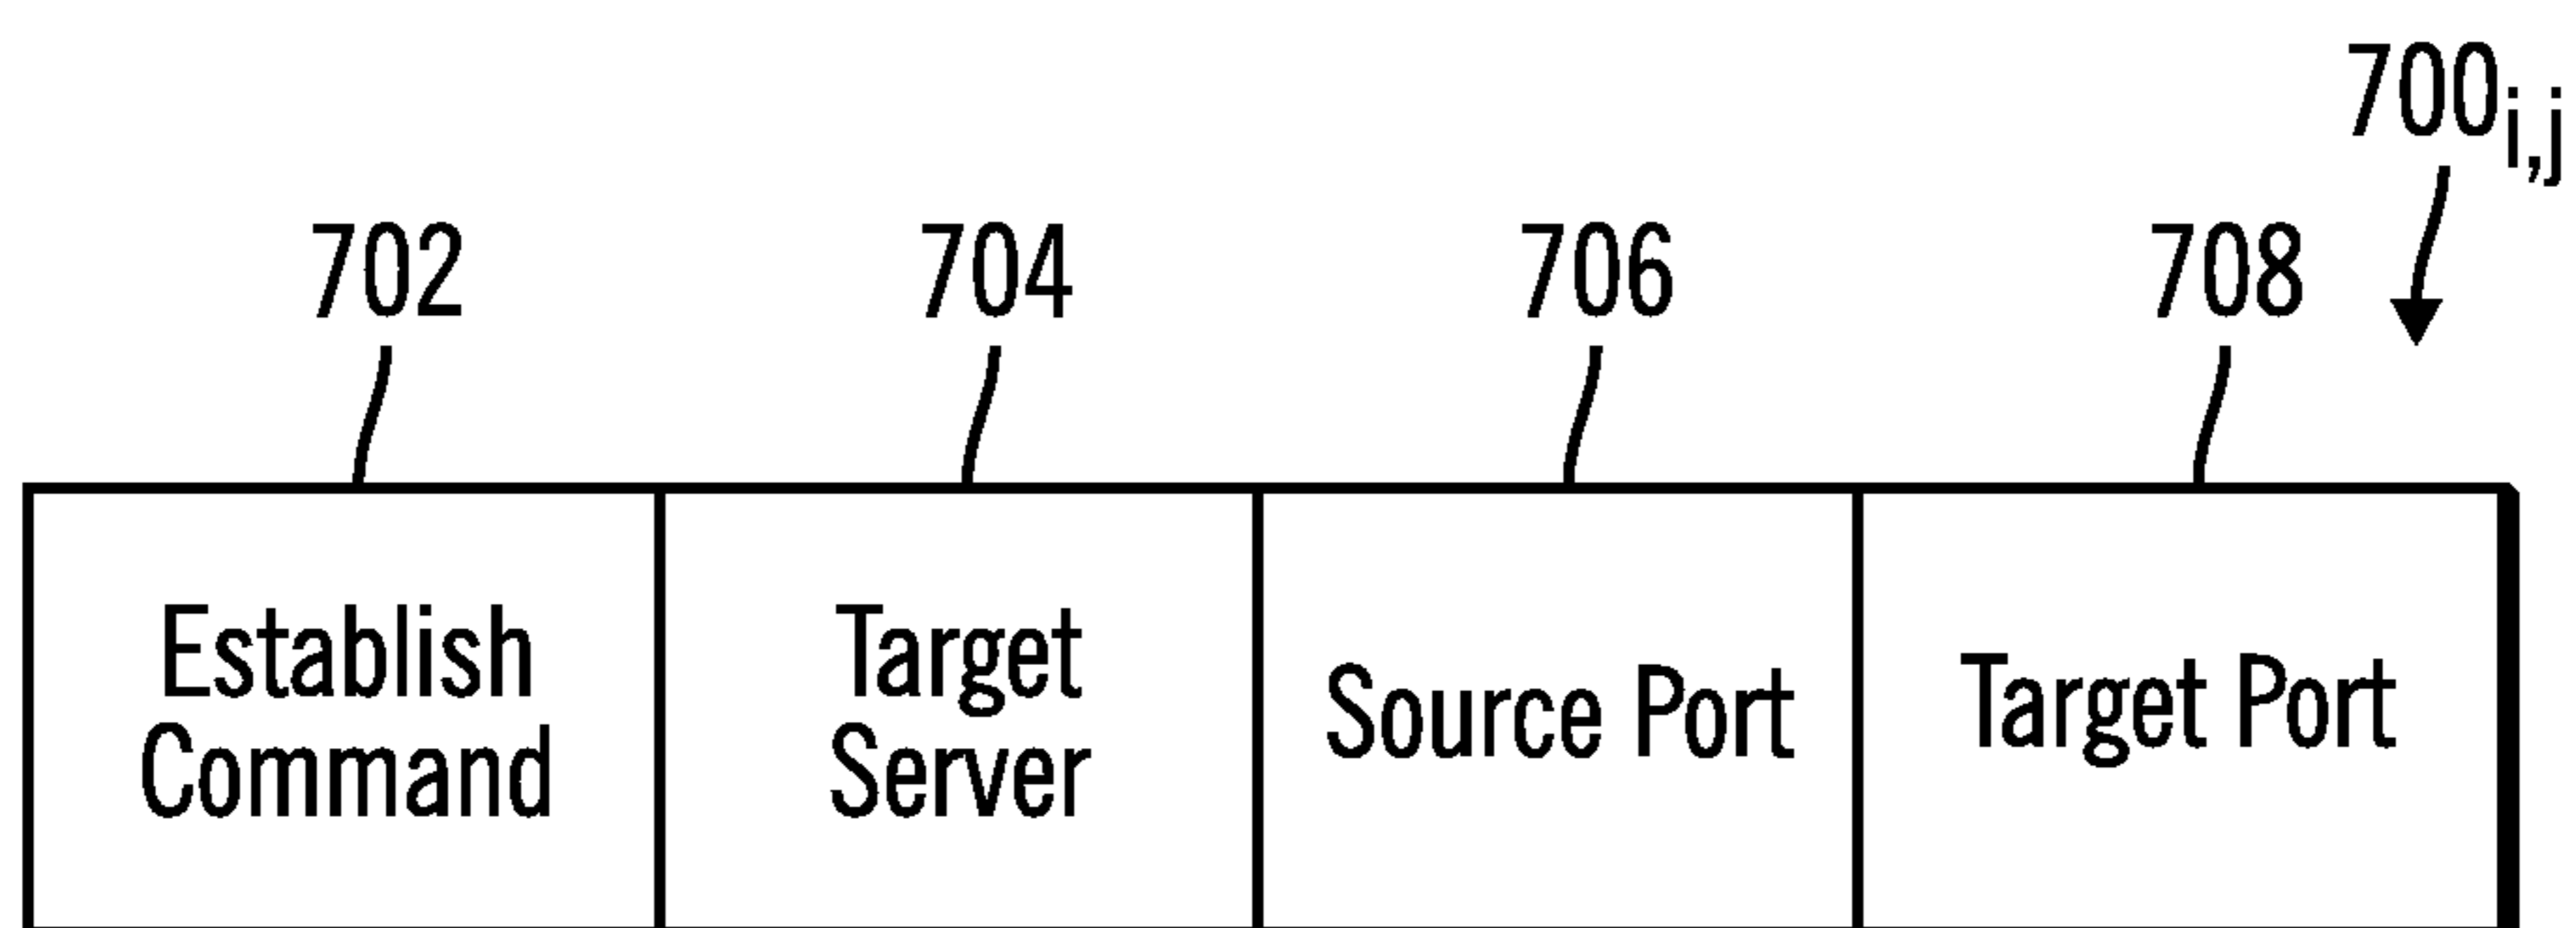 700i,j
702 704 706 708
Establish Command
Target Server
Source Port
Target Port